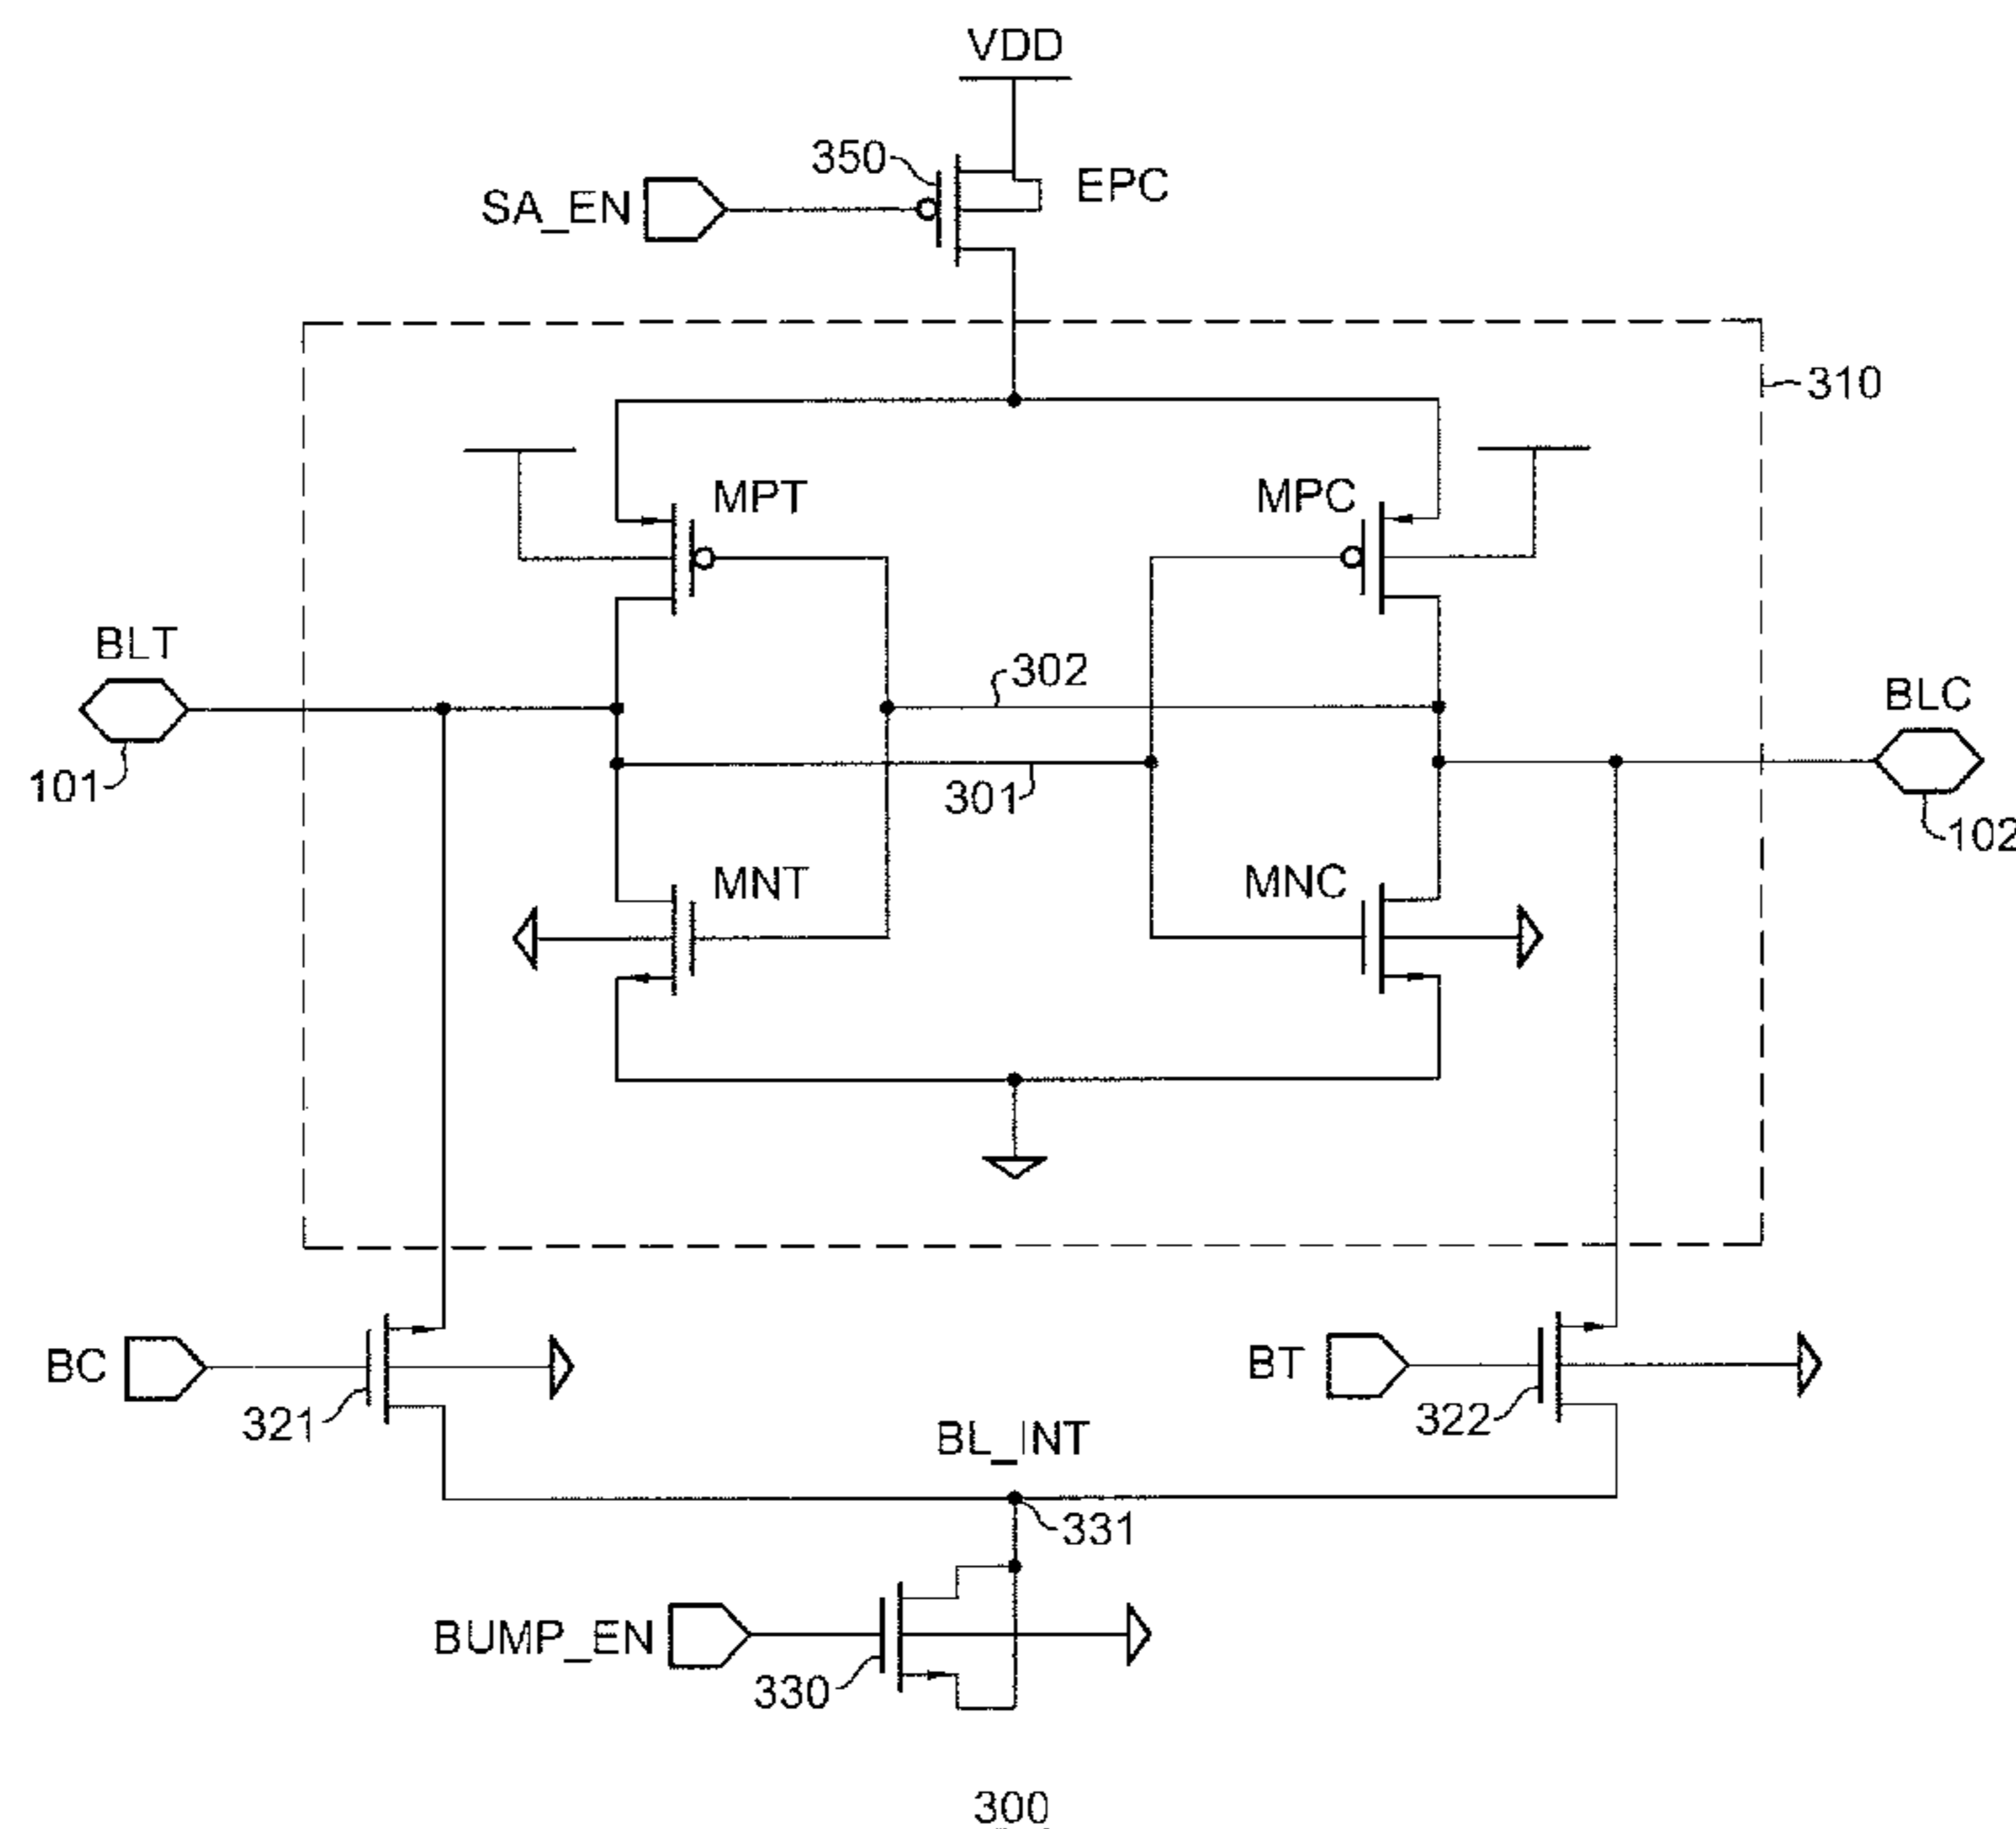 VDD
350
EPC
SA_EN
310
MPT
MPC
BLT
302
BLC
101
301
102
MNT
MNC
BC
321
BT
322
BL_INT
331
BUMP_EN
330
300